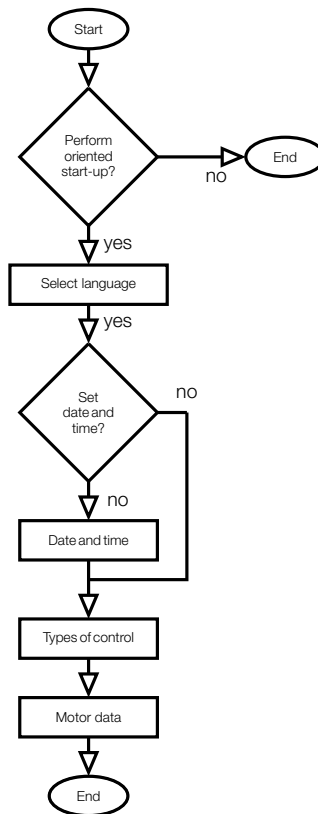 Start
Perform
oriented
start-up?
no
End
yes
Select language
yes
Set
date and
time?
no
no
Date and time
Types of control
Motor data
End